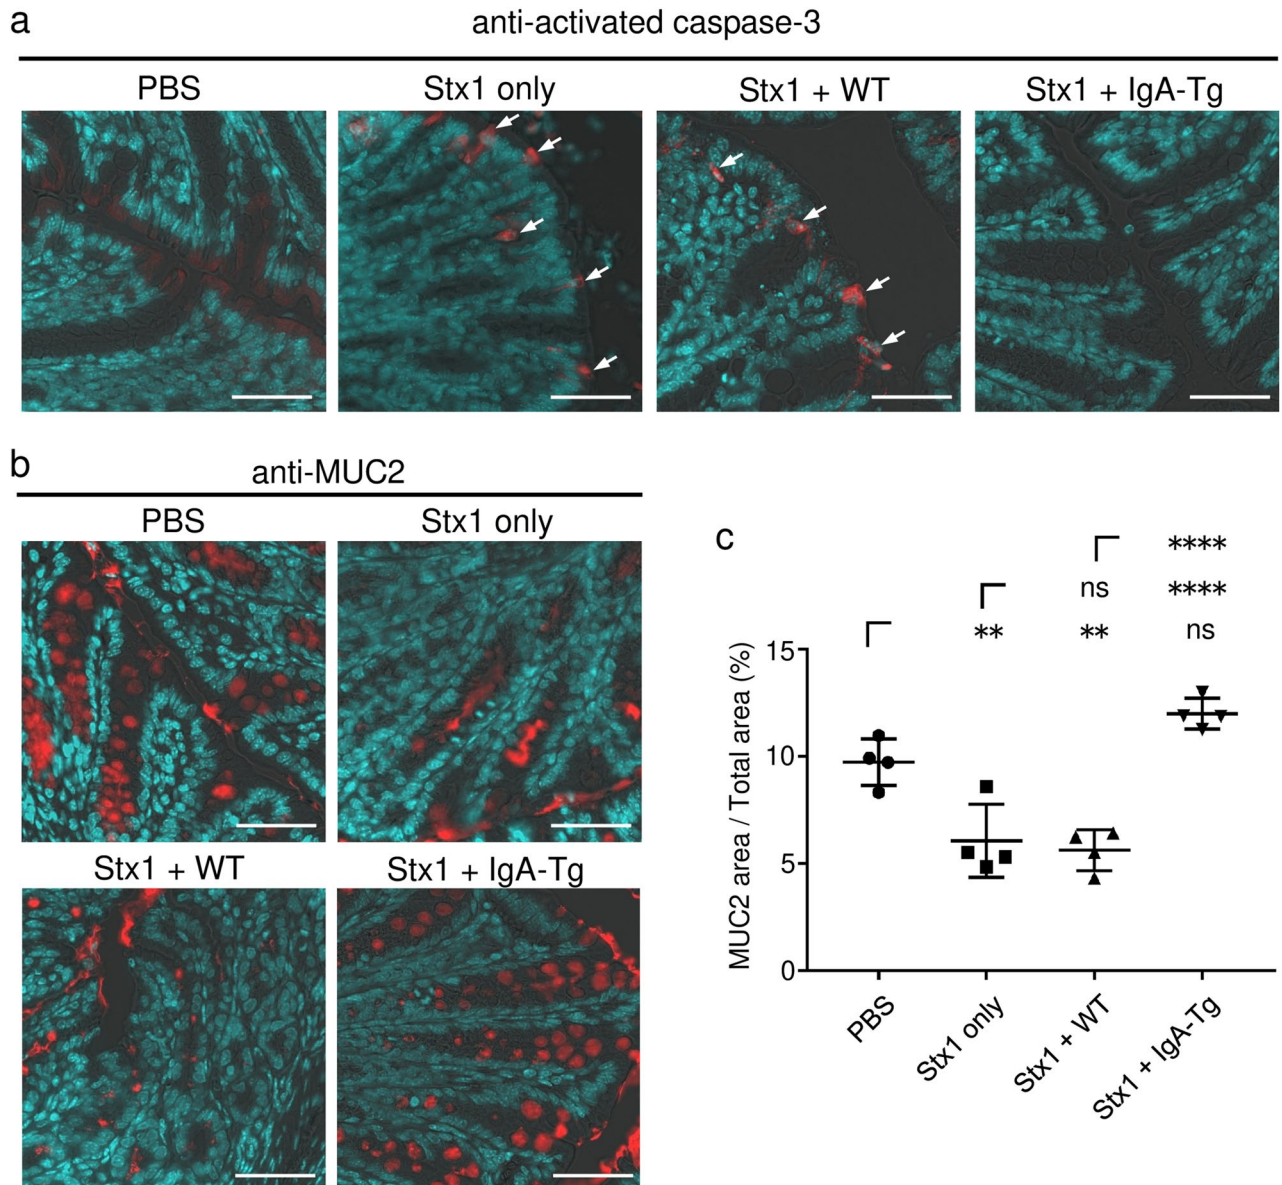 a
anti-activated caspase-3
PBS Stx1 only Stx1 + WT Stx1 + IgA-Tg
b
anti-MUC2
PBS Stx1 only
Stx1 + WT Stx1 + IgA-Tg
c
****
ns ****
** ** ns
MUC2 area / Total area (%)
15
10
5
0
PBS
Stx1 only
Stx1 + WT
Stx1 + IgA-Tg